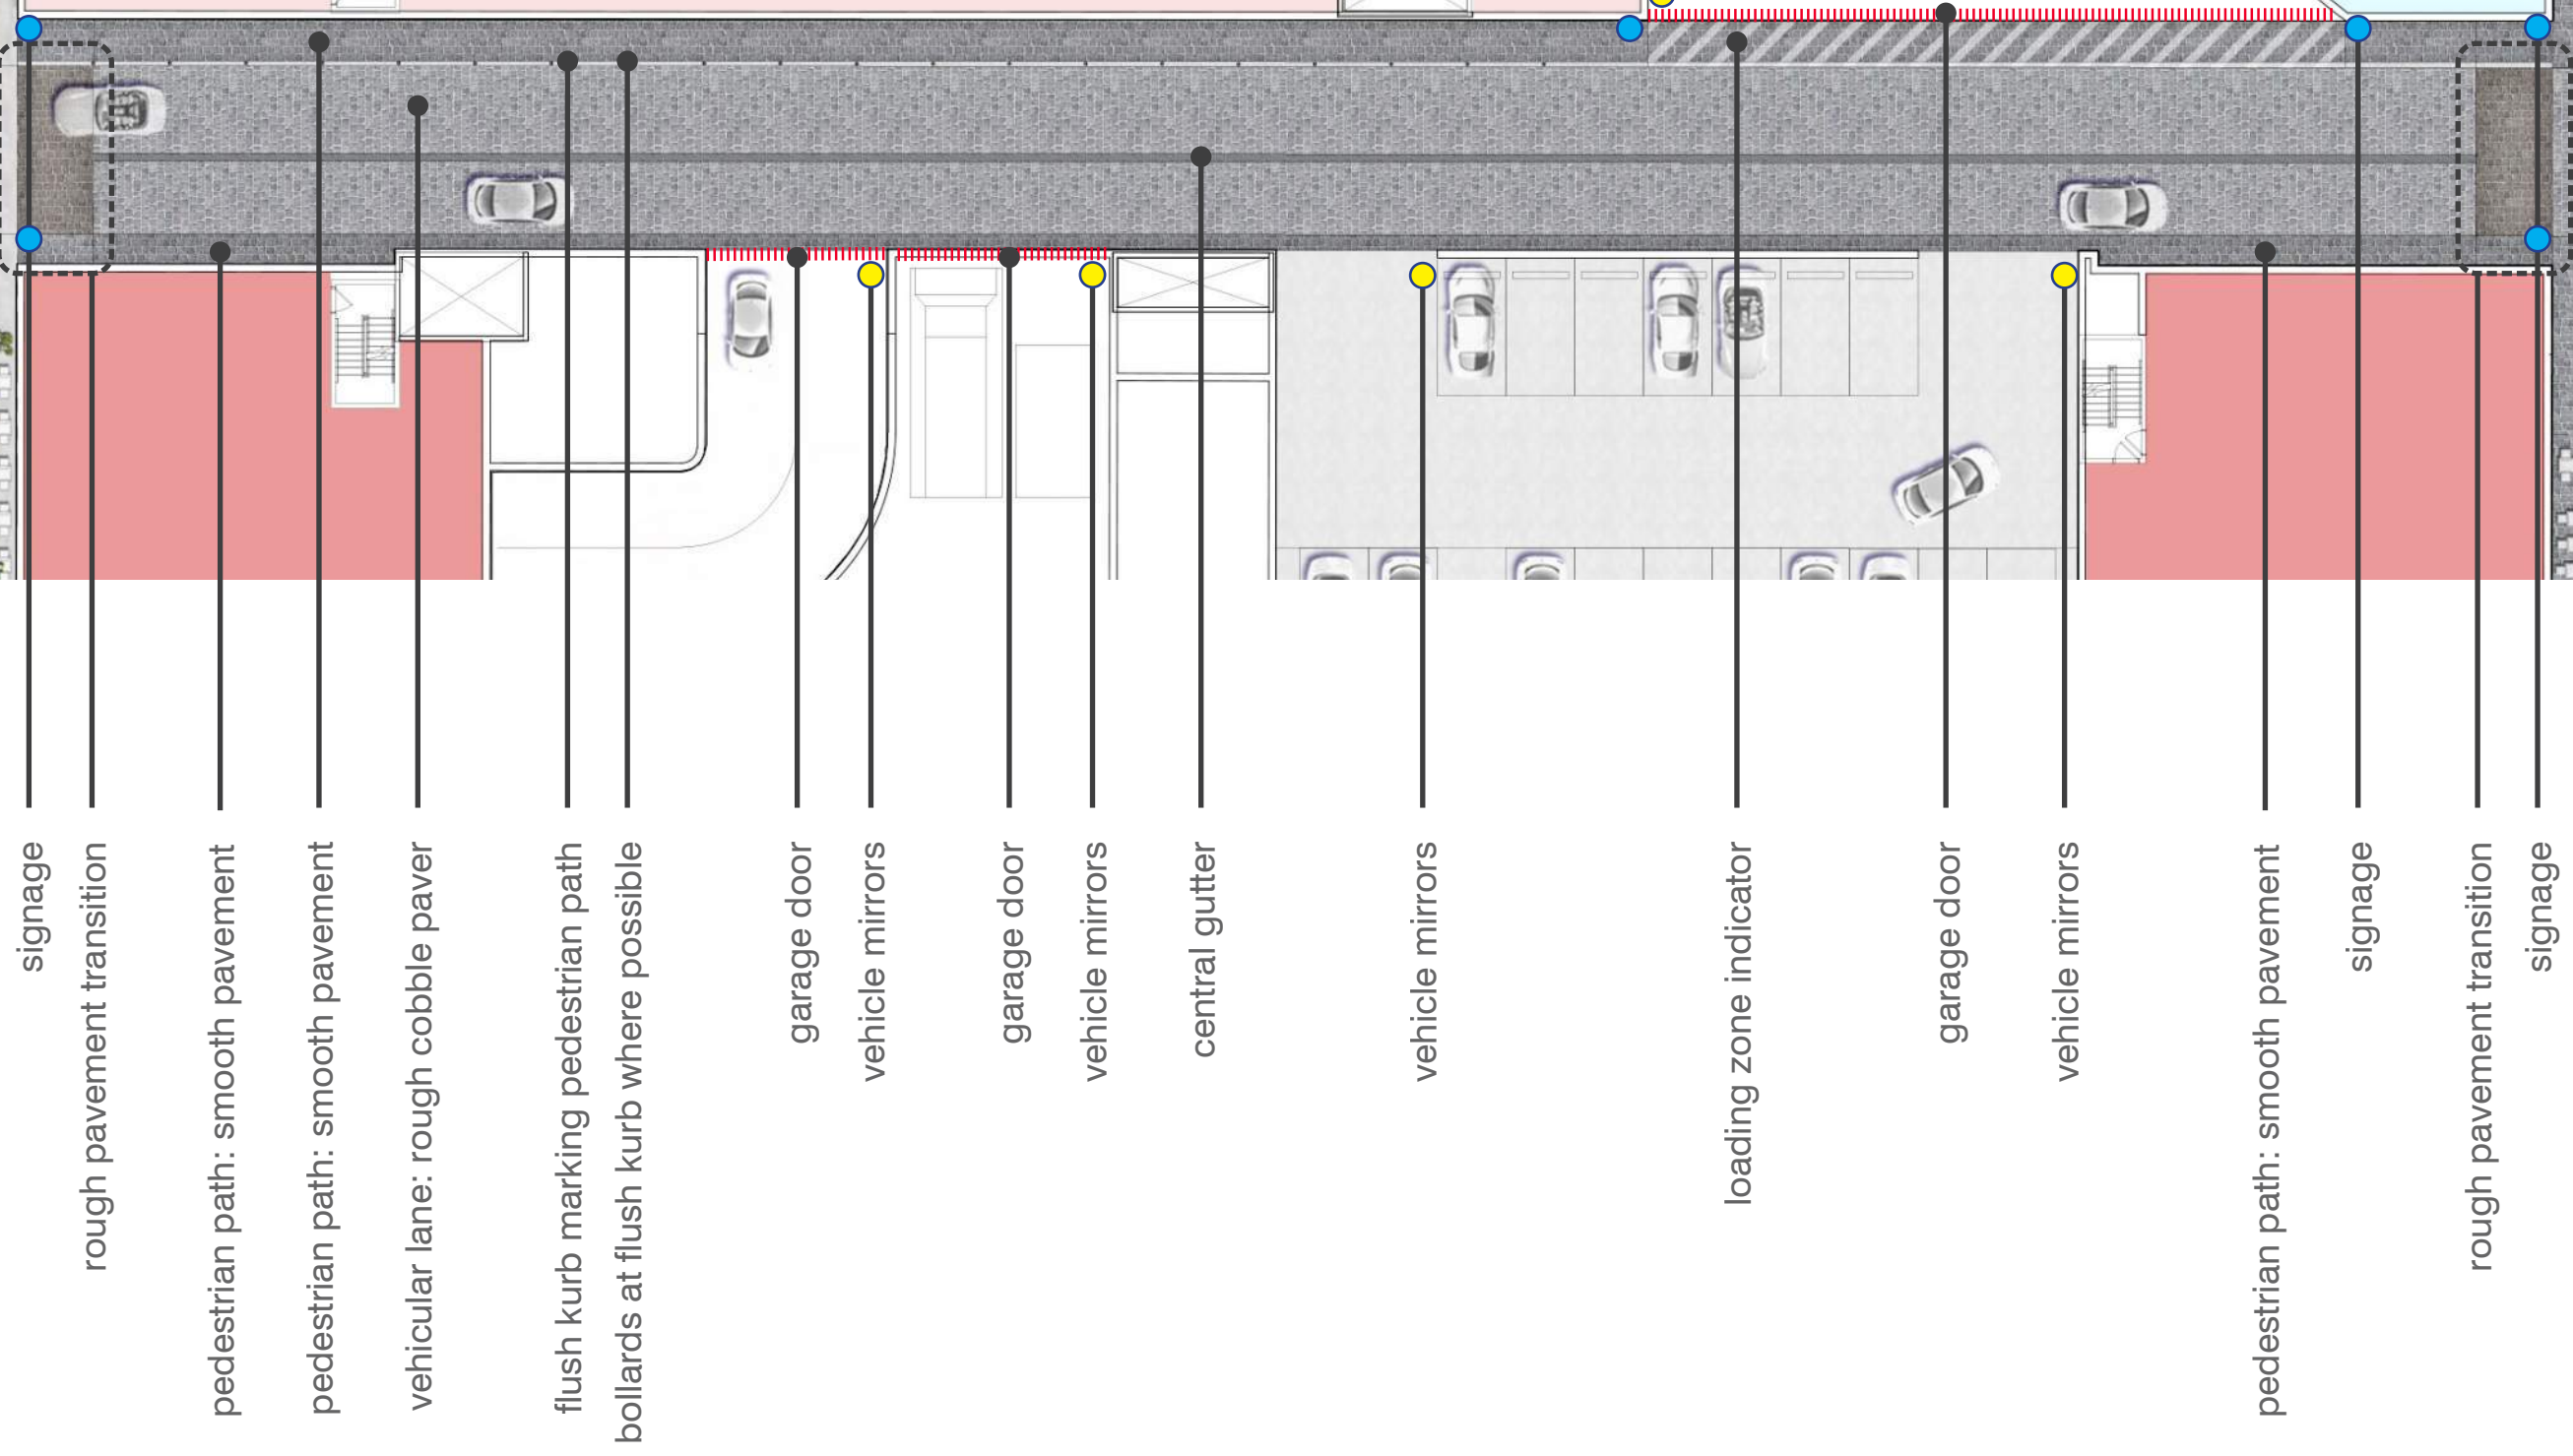 signage
rough pavement transition
pedestrian path: smooth pavement
pedestrian path: smooth pavement
vehicular lane: rough cobble paver
flush kurb marking pedestrian path
bollards at flush kurb where possible
garage door
vehicle mirrors
garage door
vehicle mirrors
central gutter
vehicle mirrors
loading zone indicator
garage door
vehicle mirrors
pedestrian path: smooth pavement
signage
rough pavement transition
signage